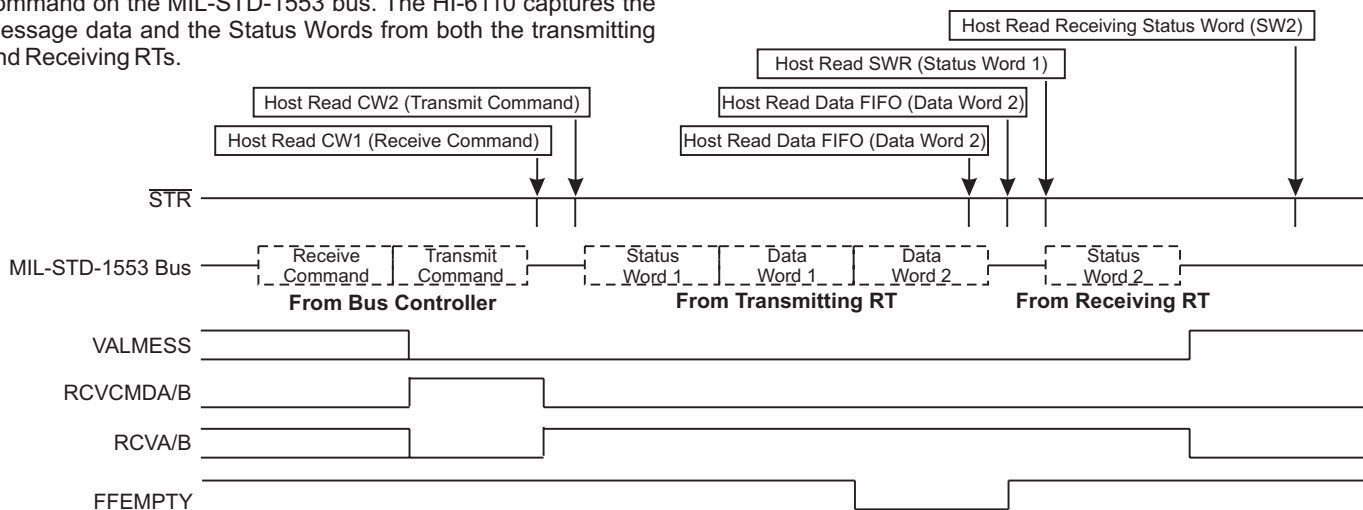 ommand on the MIL-STD-1553 bus. The HI-6110 captures the
essage data and the Status Words from both the transmitting
nd Receiving RTs.
Host Read Receiving Status Word (SW2)
Host Read SWR (Status Word 1)
Host Read CW2 (Transmit Command)
Host Read Data FIFO (Data Word 2)
Host Read CW1 (Receive Command)
Host Read Data FIFO (Data Word 2)
STR
MIL-STD-1553 Bus
Receive Command
Transmit Command
Status Word 1
Data Word 1
Data Word 2
Status Word 2
From Bus Controller
From Transmitting RT
From Receiving RT
VALMESS
RCVCMDA/B
RCVA/B
FFEMPTY